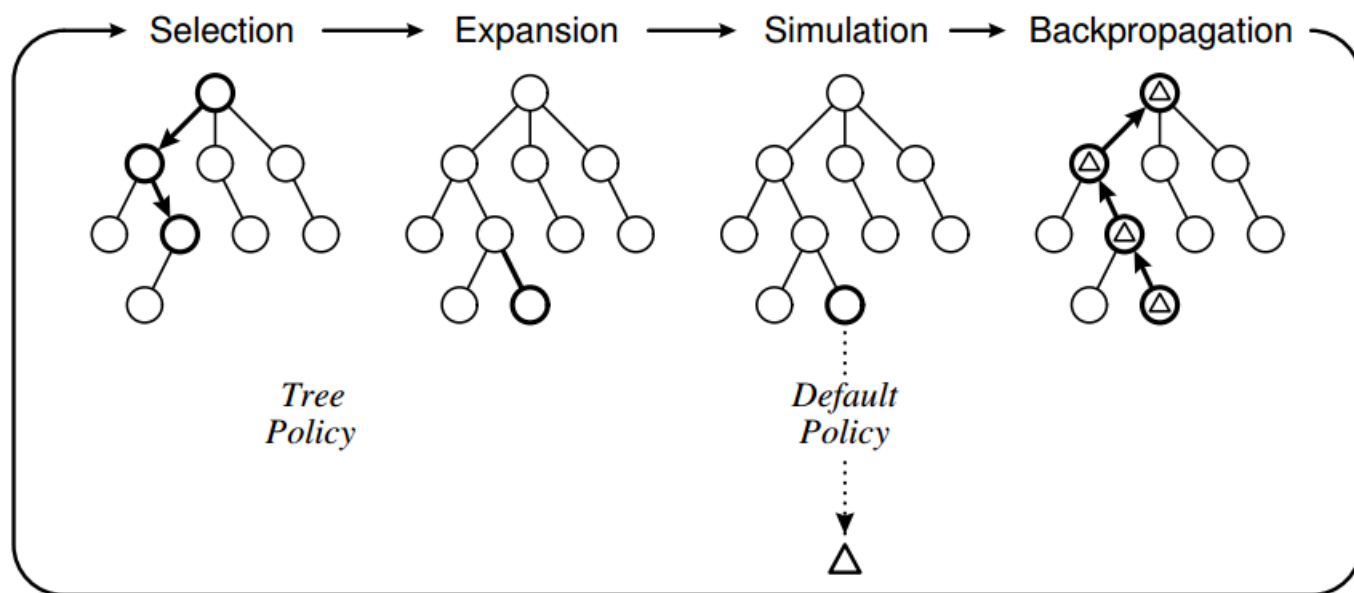 Selection Expansion Simulation Backpropagation
Tree
Policy
Default
Policy